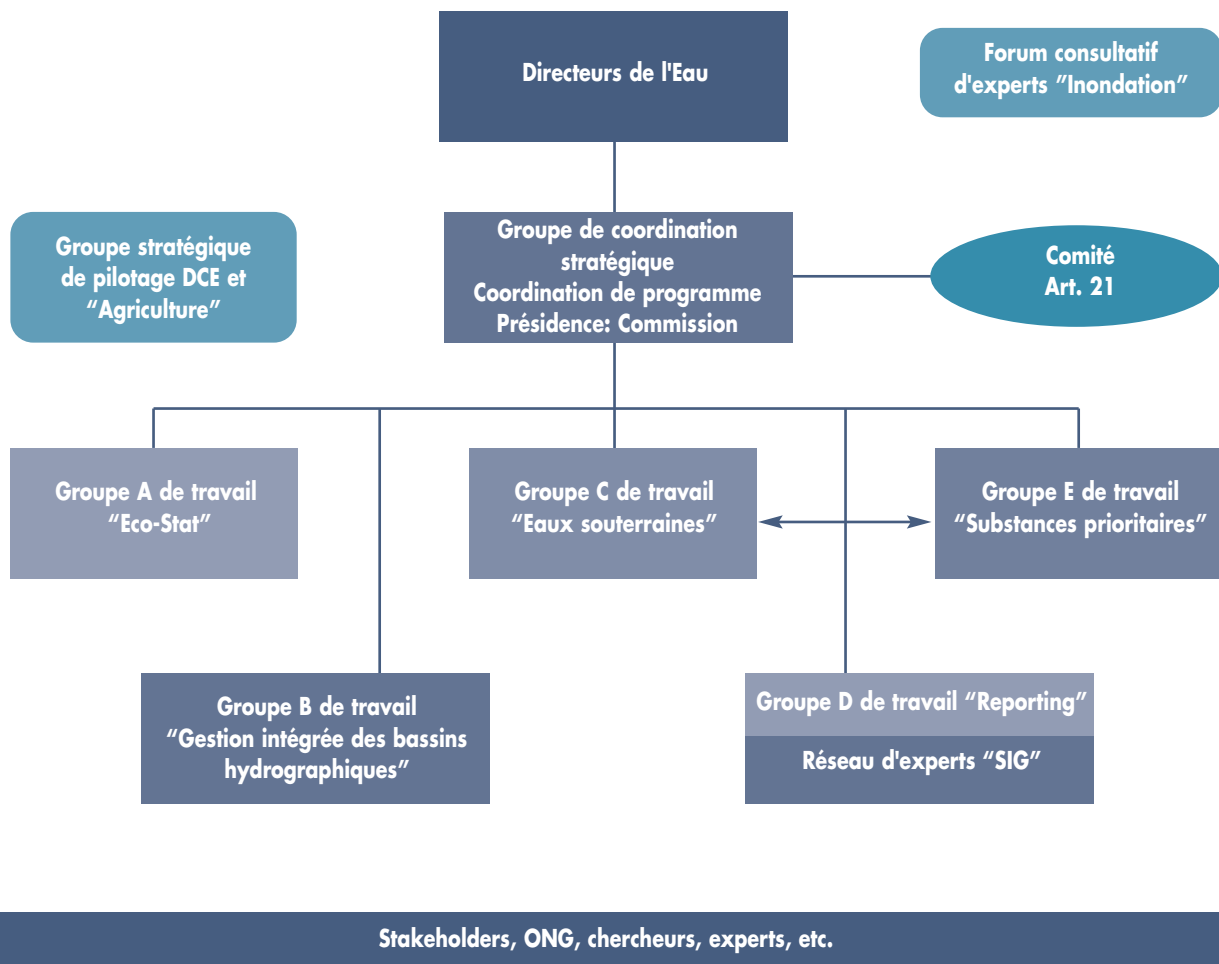 Directeurs de l'Eau
Forum consultatif
d'experts "Inondation"
Groupe stratégique
de pilotage DCE et
“Agriculture”
Groupe de coordination
stratégique
Coordination de programme
Présidence: Commission
Comité
Art. 21
Groupe A de travail
“Eco-Stat”
Groupe C de travail
“Eaux souterraines”
Groupe E de travail
“Substances prioritaires”
Groupe B de travail
“Gestion intégrée des bassins
hydrographiques”
Groupe D de travail “Reporting”
Réseau d'experts “SIG”
Stakeholders, ONG, chercheurs, experts, etc.